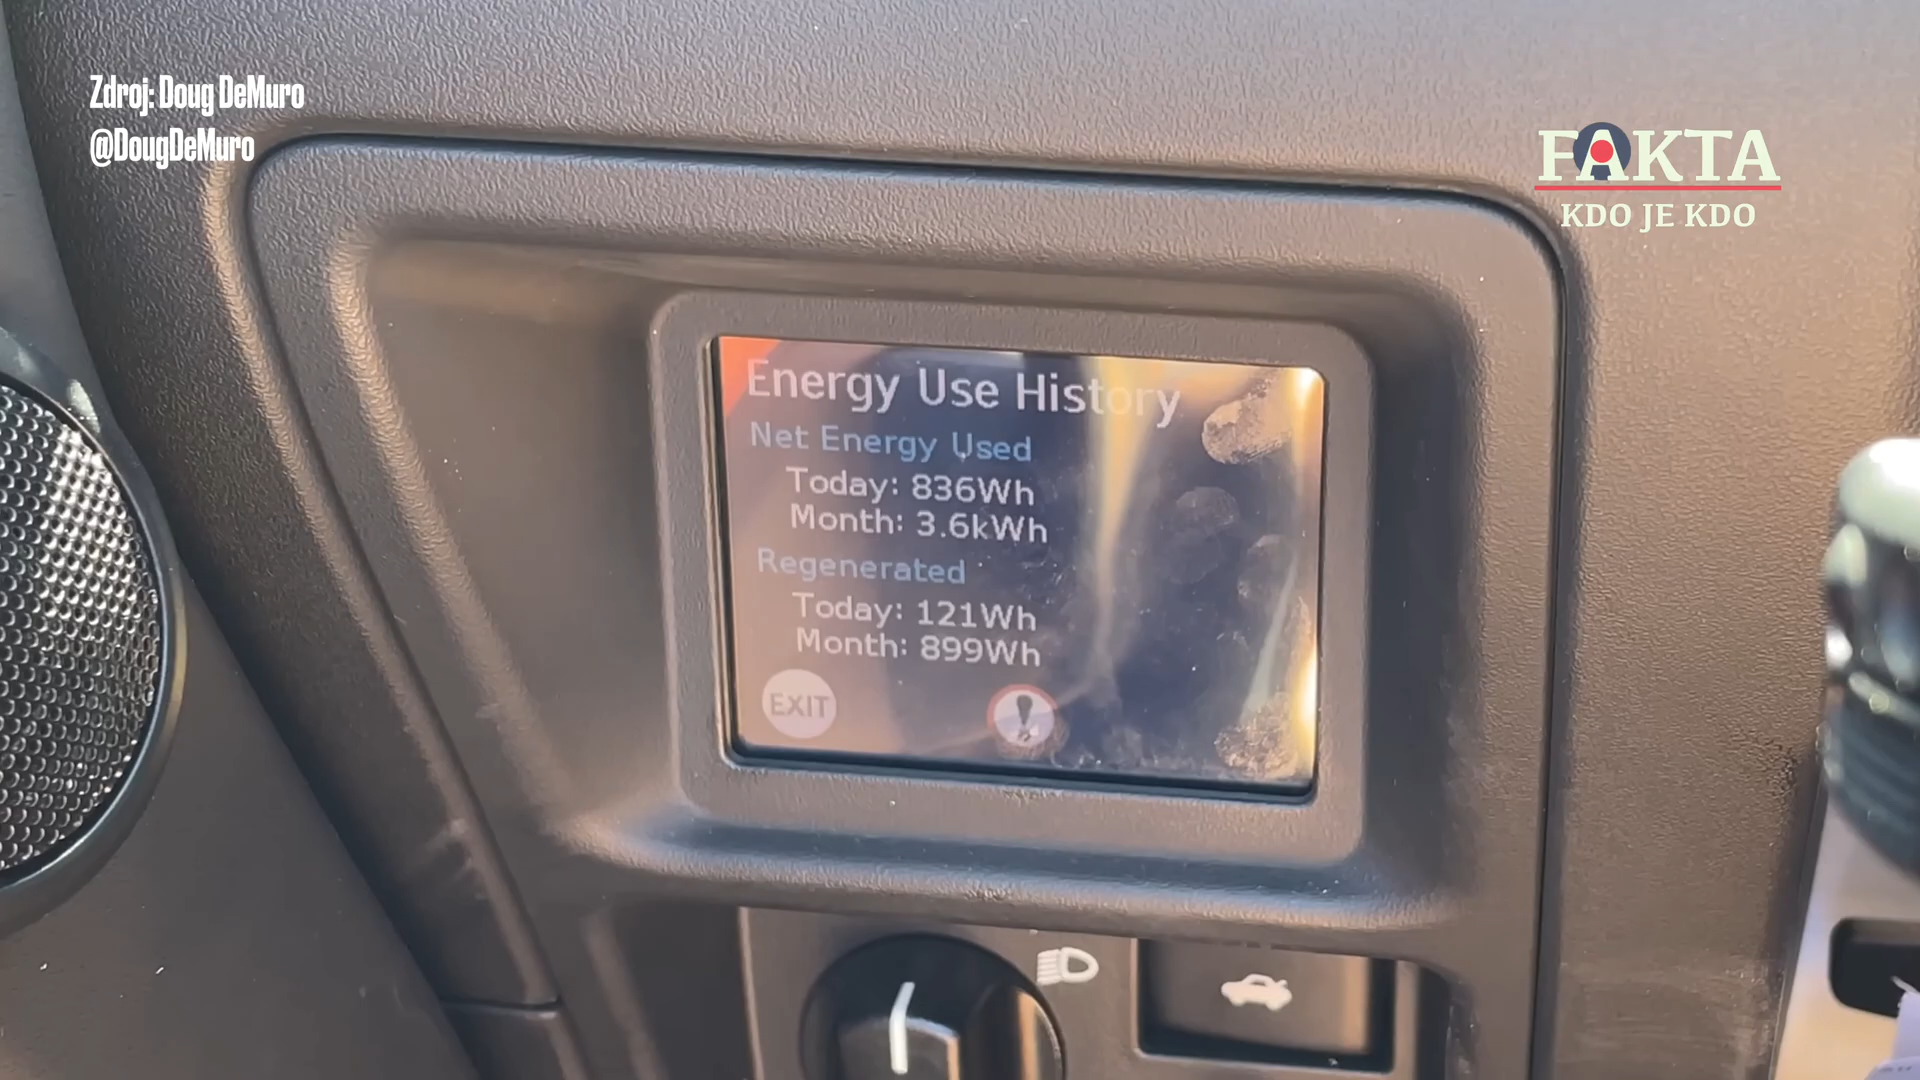 Zdroj: Doug DeMuro
@DougDeMuro
FAKTA
KDO JE KDO
Energy Use History
Net Energy Used
Today: 836Wh
Month: 3.6kWh
Regenerated
Today: 121Wh
Month: 899Wh
EXIT